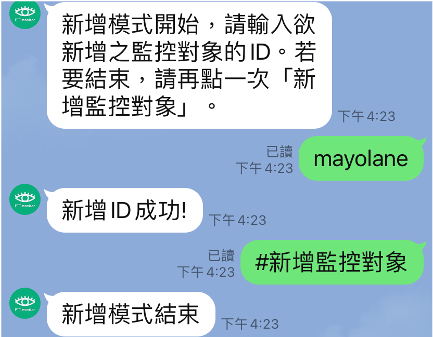 新增模式開始，請輸入欲
新增之監控對象的ID。若
要結束，請再點一次「新
增監控對象」。
下午4:23
已讀
下午4:23
mayolane
新增ID成功!
下午4:23
已讀
下午4:23
#新增監控對象
新增模式結束
下午4:23